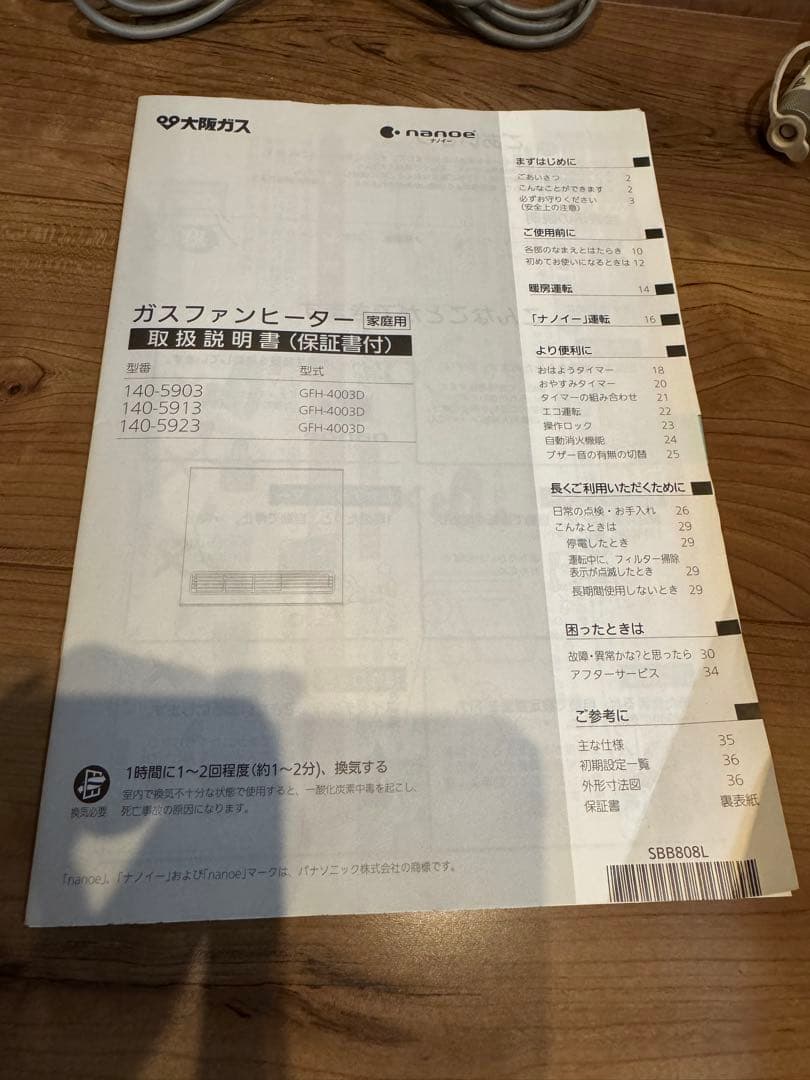 大阪ガス
nanoe
ナノイー
ガスファンヒーター 家庭用
取扱説明書(保証書付)
型番 型式
140-5903 GFH-4003D
140-5913 GFH-4003D
140-5923 GFH-4003D
換気必要
1時間に1〜2回程度(約1〜2分)、換気する
室内で換気不十分な状態で使用すると、一酸化炭素中毒を起こし、
死亡事故の原因になります。
「nanoe」、「ナノイー」および「nanoe」マークは、パナソニック株式会社の商標です。
まずはじめに
ごあいさつ 2
こんなことができます 2
必ずお守りください 3
(安全上の注意)
ご使用前に
各部のなまえとはたらき 10
初めてお使いになるときは 12
暖房運転 14
「ナノイー」運転 16
より便利に
おはようタイマー 18
おやすみタイマー 20
タイマーの組み合わせ 21
エコ運転 22
操作ロック 23
自動消火機能 24
ブザー音の有無の切替 25
長くご利用いただくために
日常の点検・お手入れ 26
こんなときは 29
停電したとき 29
運転中に、フィルター掃除
表示が点滅したとき 29
長期間使用しないとき 29
困ったときは
故障・異常かな?と思ったら 30
アフターサービス 34
ご参考に
主な仕様 35
初期設定一覧 36
外形寸法図 36
保証書 裏表紙
SBB808L